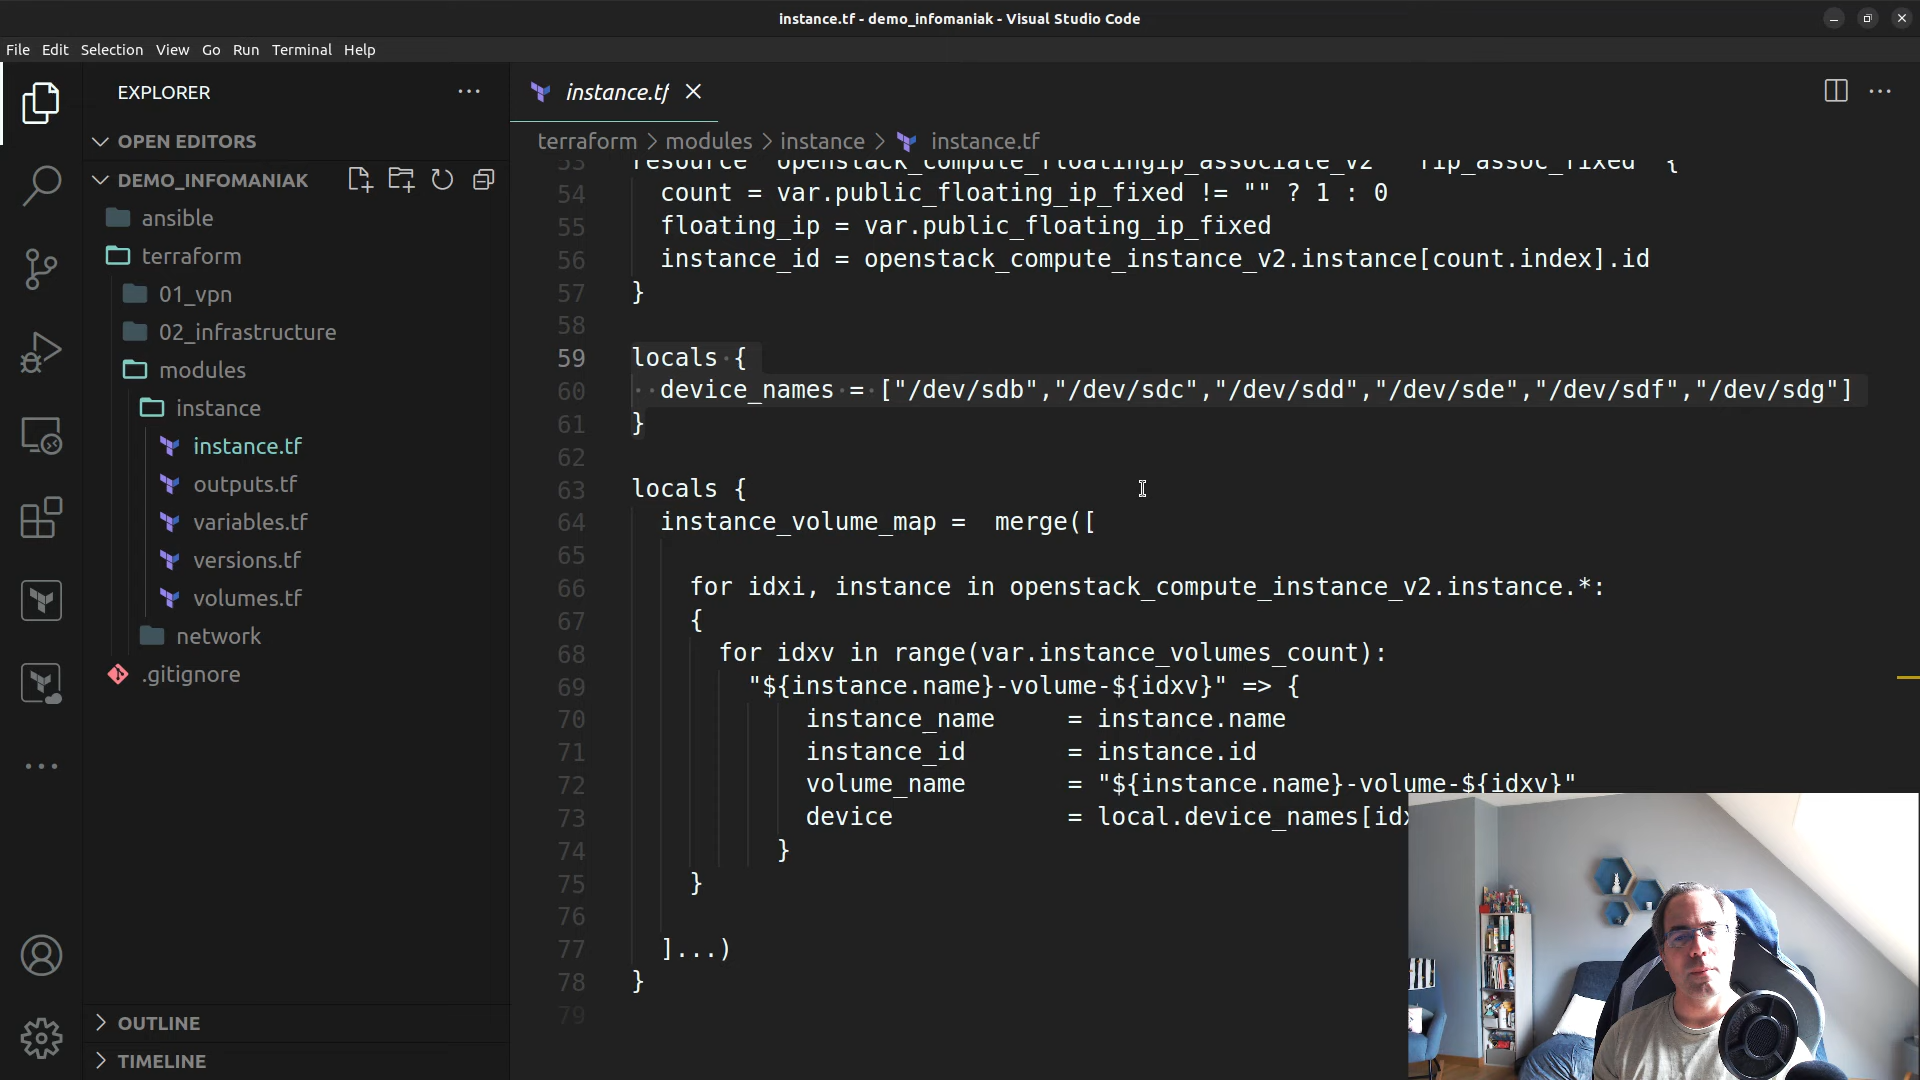 instance.tf - demo_infomaniak - Visual Studio Code
File Edit Selection View Go Run Terminal Help
EXPLORER
OPEN EDITORS
DEMO_INFOMANIAK
ansible
terraform
01_vpn
02_infrastructure
modules
instance
instance.tf
outputs.tf
variables.tf
versions.tf
volumes.tf
network
.gitignore
OUTLINE
TIMELINE
instance.tf
terraform > modules > instance > instance.tf
53 resource "openstack_compute_floatingip_associate_v2" "fip_assoc_fixed" {
54 count = var.public_floating_ip_fixed != "" ? 1 : 0
55 floating_ip = var.public_floating_ip_fixed
56 instance_id = openstack_compute_instance_v2.instance[count.index].id
57 }
58
59 locals {
60 device_names = ["/dev/sdb","/dev/sdc","/dev/sdd","/dev/sde","/dev/sdf","/dev/sdg"]
61 }
62
63 locals {
64 instance_volume_map =  merge([
65
66 for idxi, instance in openstack_compute_instance_v2.instance.*:
67 {
68 for idxv in range(var.instance_volumes_count):
69 "${instance.name}-volume-${idxv}" => {
70 instance_name     = instance.name
71 instance_id       = instance.id
72 volume_name       = "${instance.name}-volume-${idxv}"
73 device            = local.device_names[
74 }
75 }
76
77 ]...)
78 }
79